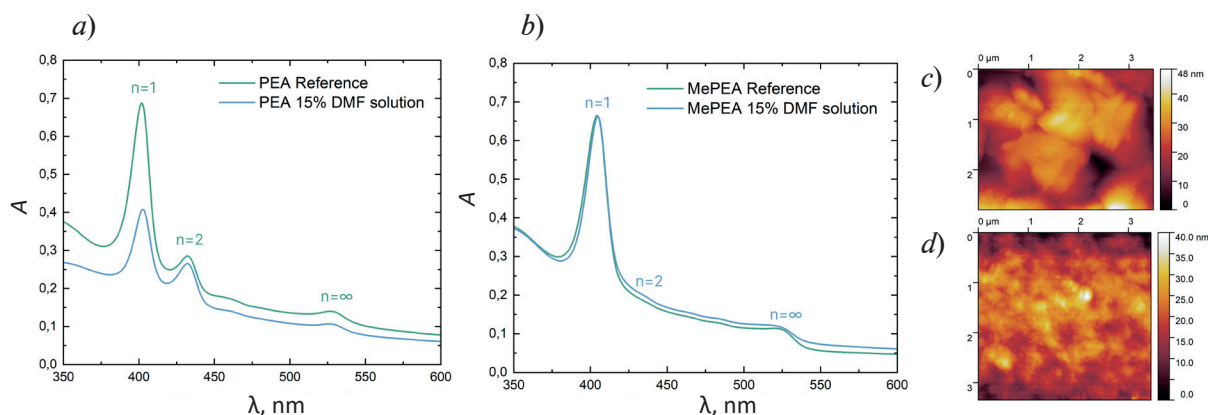 a)
0,8
0,7
0,6
0,5
0,4
0,3
0,2
0,1
0,0
A
PEA Reference
PEA 15% DMF solution
n=1
n=2
n=∞
350 400 450 500 550 600
λ, nm
b)
0,8
0,7
0,6
0,5
0,4
0,3
0,2
0,1
0,0
A
MePEA Reference
MePEA 15% DMF solution
n=1
n=2
n=∞
350 400 450 500 550 600
λ, nm
c)
0 μm 1 2 3
0
1
2
48 nm
40
30
20
10
0
d)
0 μm 1 2 3
0
1
2
3
40.0 nm
35.0
30.0
25.0
20.0
15.0
10.0
0.0